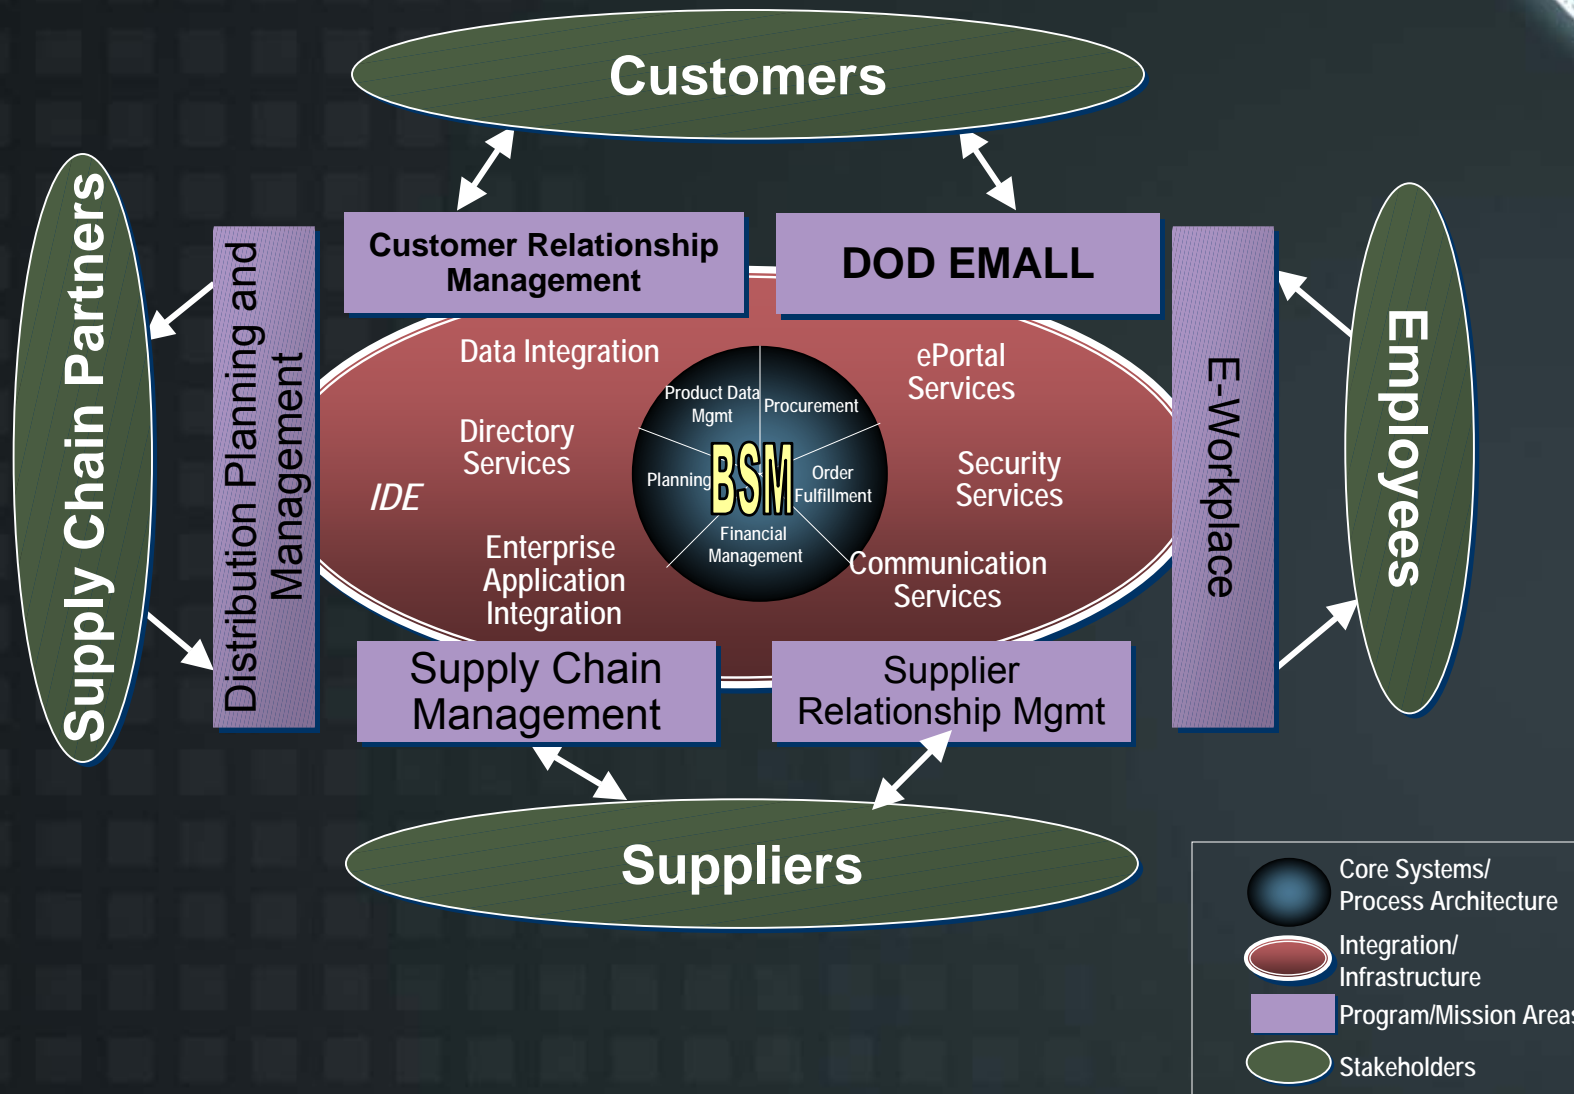 Customers
Supply Chain Partners
Distribution Planning and
Management
Customer Relationship
Management
DOD EMALL
E-Workplace
Employees
Data Integration
Directory
Services
IDE
Enterprise
Application
Integration
Product Data
Mgmt
Procurement
Planning
BSM
Order
Fulfillment
Financial
Management
ePortal
Services
Security
Services
Communication
Services
Supply Chain
Management
Supplier
Relationship Mgmt
Suppliers
Core Systems/
Process Architecture
Integration/
Infrastructure
Program/Mission Areas
Stakeholders